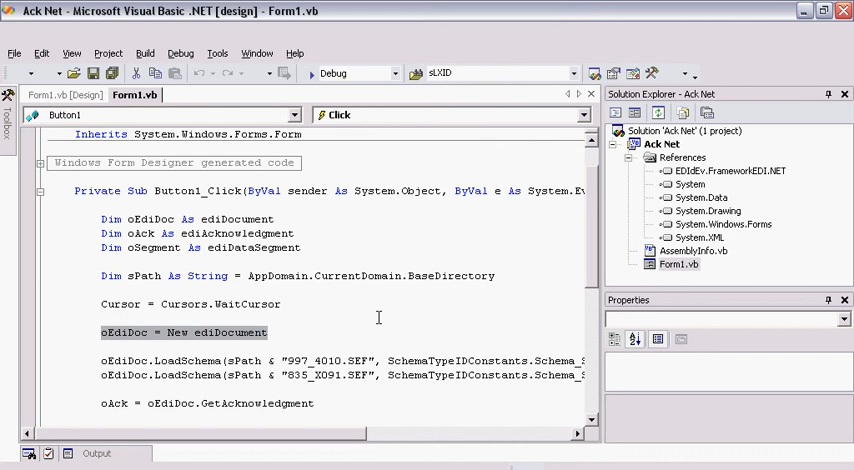 Ack Net - Microsoft Visual Basic .NET [design] - Form1.vb
File Edit View Project Build Debug Tools Window Help
Debug sLXID
Form1.vb [Design] Form1.vb
Button1 Click
Toolbox
Inherits System.Windows.Forms.Form
Windows Form Designer generated code
Private Sub Button1_Click(ByVal sender As System.Object, ByVal e As System.Ev
Dim oEdiDoc As ediDocument
Dim oAck As ediAcknowledgment
Dim oSegment As ediDataSegment
Dim sPath As String = AppDomain.CurrentDomain.BaseDirectory
Cursor = Cursors.WaitCursor
oEdiDoc = New ediDocument
oEdiDoc.LoadSchema(sPath & "997_4010.SEF", SchemaTypeIDConstants.Schema_S
oEdiDoc.LoadSchema(sPath & "835_X091.SEF", SchemaTypeIDConstants.Schema_S
oAck = oEdiDoc.GetAcknowledgment
Output
Solution Explorer - Ack Net
Solution 'Ack Net' (1 project)
Ack Net
References
EDIdEv.FrameworkEDI.NET
System
System.Data
System.Drawing
System.Windows.Forms
System.XML
AssemblyInfo.vb
Form1.vb
Properties